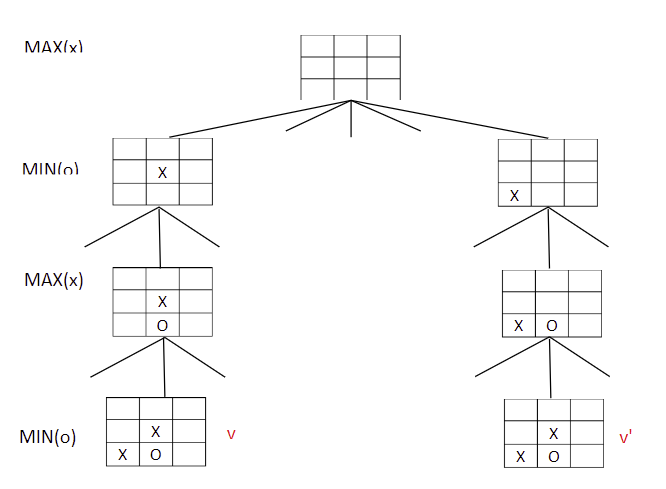 MAX(x)
MIN(o)
X
X
MAX(x)
X
O
X O
MIN(o)
X
X O
v
X
X O
v'